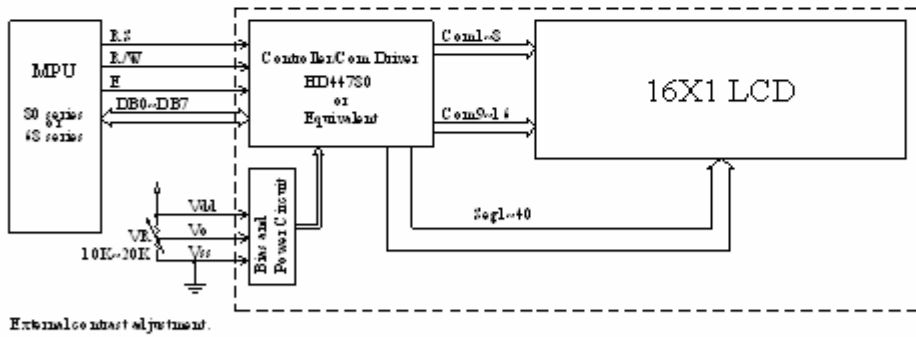 MPU
80 series
or
68 series
RS
R/W
E
DB0~DB7
Controller/Com Driver
HD44780
or
Equivalent
Com1~8
Com9~16
16X1 LCD
Seg1~40
Vdd
Vo
Vss
VR
10K~20K
Bias and
Power Circuit
External contrast adjustment.